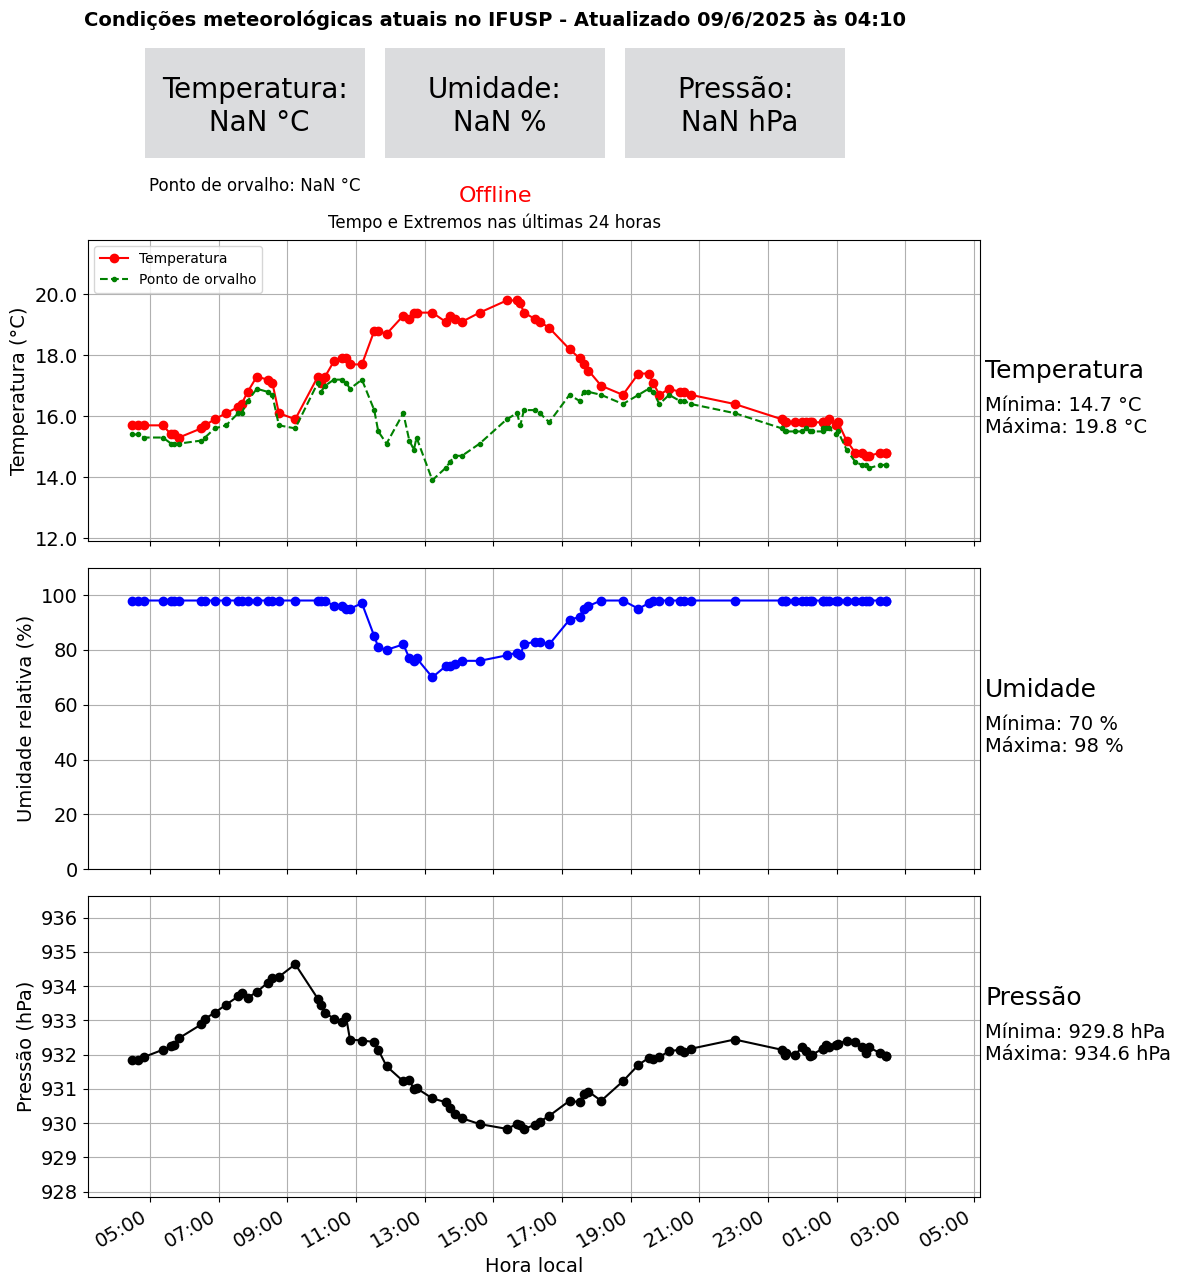 Condições meteorológicas atuais no IFUSP - Atualizado 09/6/2025 às 04:10
Temperatura:
NaN °C
Umidade:
NaN %
Pressão:
NaN hPa
Ponto de orvalho: NaN °C
Offline
Tempo e Extremos nas últimas 24 horas
Temperatura
Ponto de orvalho
Temperatura (°C)
20.0
18.0
16.0
14.0
12.0
Temperatura
Mínima: 14.7 °C
Máxima: 19.8 °C
Umidade relativa (%)
100
80
60
40
20
0
Umidade
Mínima: 70 %
Máxima: 98 %
Pressão (hPa)
936
935
934
933
932
931
930
929
928
Pressão
Mínima: 929.8 hPa
Máxima: 934.6 hPa
05:00
07:00
09:00
11:00
13:00
15:00
17:00
19:00
21:00
23:00
01:00
03:00
05:00
Hora local